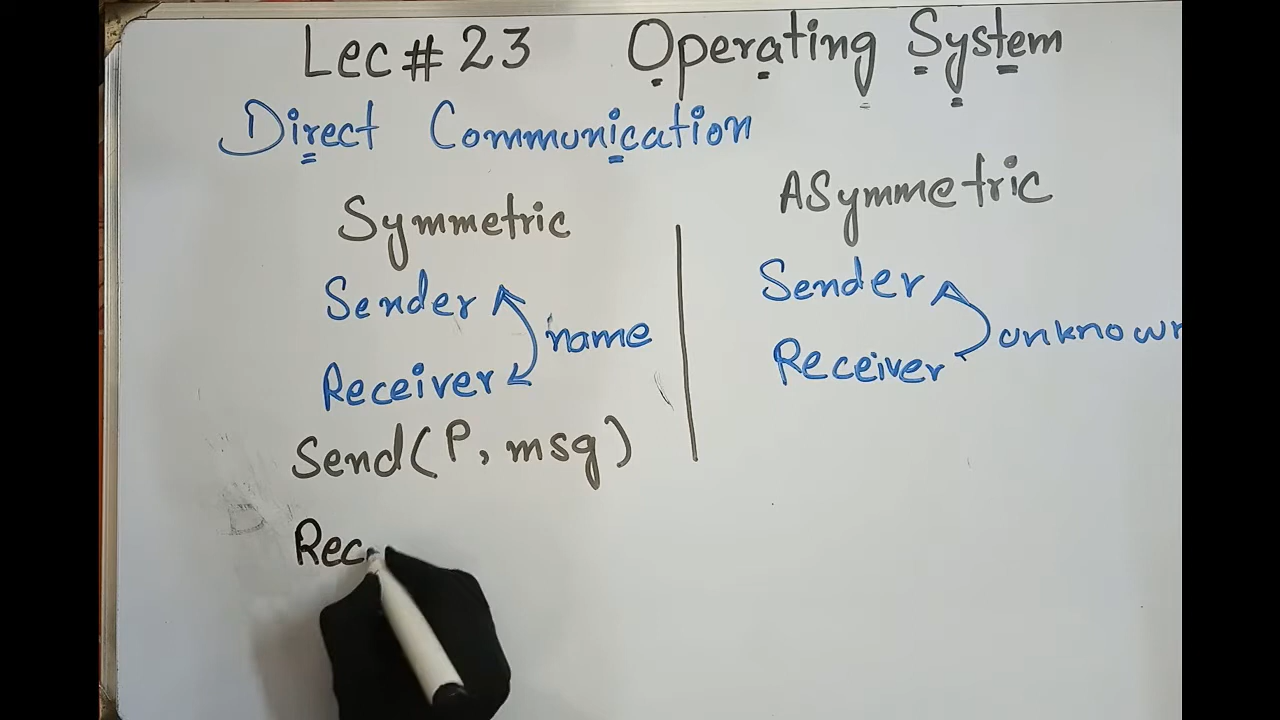 Lec # 23 Operating System
Direct Communication
Symmetric
Sender
name
Receiver
Send(P, msg)
Rec
ASymmetric
Sender
unknown
Receiver